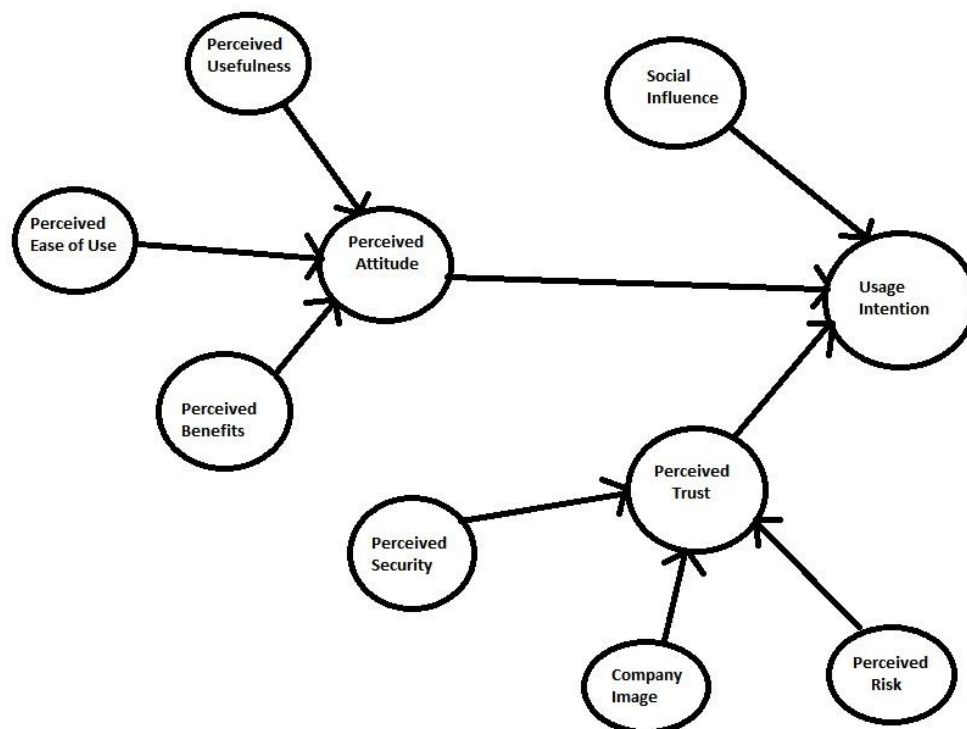 Perceived
Usefulness
Social
Influence
Perceived
Ease of Use
Perceived
Attitude
Usage
Intention
Perceived
Benefits
Perceived
Trust
Perceived
Security
Company
Image
Perceived
Risk